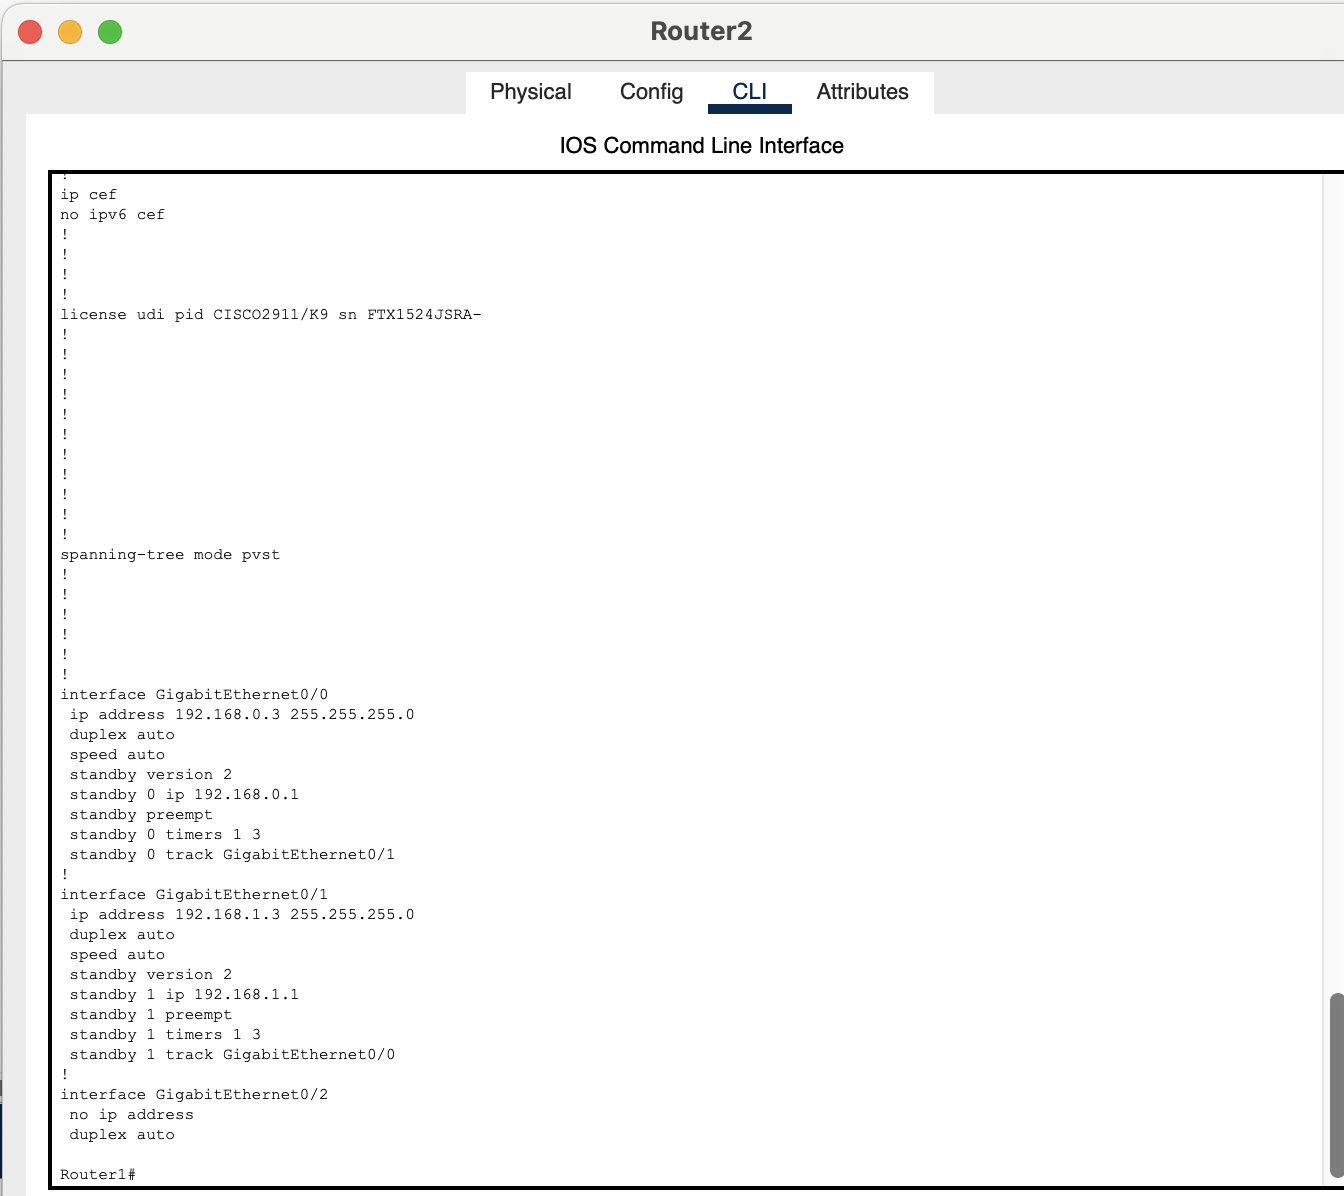 Router2
Physical Config CLI Attributes
IOS Command Line Interface
!
ip cef
no ipv6 cef
!
!
!
!
license udi pid CISCO2911/K9 sn FTX1524JSRA-
!
!
!
!
!
!
!
!
!
!
!
spanning-tree mode pvst
!
!
!
!
!
!
interface GigabitEthernet0/0
 ip address 192.168.0.3 255.255.255.0
 duplex auto
 speed auto
 standby version 2
 standby 0 ip 192.168.0.1
 standby preempt
 standby 0 timers 1 3
 standby 0 track GigabitEthernet0/1
!
interface GigabitEthernet0/1
 ip address 192.168.1.3 255.255.255.0
 duplex auto
 speed auto
 standby version 2
 standby 1 ip 192.168.1.1
 standby 1 preempt
 standby 1 timers 1 3
 standby 1 track GigabitEthernet0/0
!
interface GigabitEthernet0/2
 no ip address
 duplex auto
Router1#